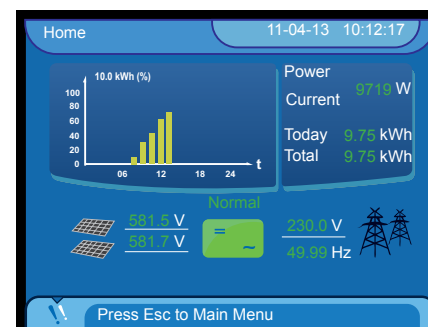 Home 11-04-13 10:12:17
10.0 kWh (%)
100
80
60
40
20
0
06 12 18 24 t
Power
Current 9719 W
Today 9.75 kWh
Total 9.75 kWh
Normal
581.5 V
581.7 V
= ~
230.0 V
49.99 Hz
Press Esc to Main Menu